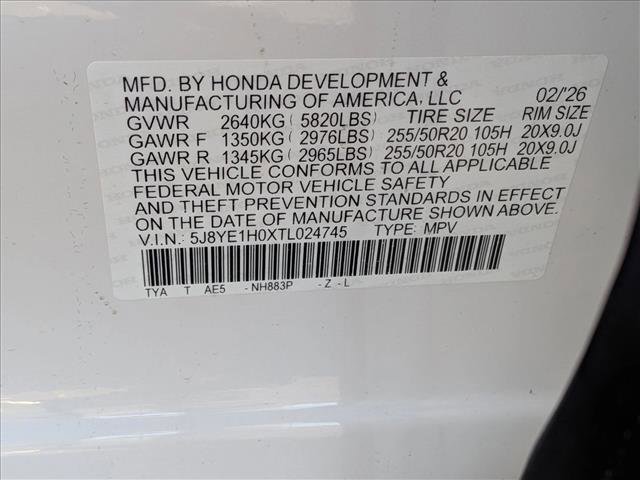 MFD. BY HONDA DEVELOPMENT &
MANUFACTURING OF AMERICA, LLC 02/'26
GVWR 2640KG ( 5820LBS) TIRE SIZE RIM SIZE
GAWR F 1350KG ( 2976LBS) 255/50R20 105H 20X9.0J
GAWR R 1345KG ( 2965LBS) 255/50R20 105H 20X9.0J
THIS VEHICLE CONFORMS TO ALL APPLICABLE
FEDERAL MOTOR VEHICLE SAFETY
AND THEFT PREVENTION STANDARDS IN EFFECT
ON THE DATE OF MANUFACTURE SHOWN ABOVE.
V.I.N.: 5J8YE1H0XTL024745 TYPE: MPV
TYA T AE5 - NH883P - Z - L